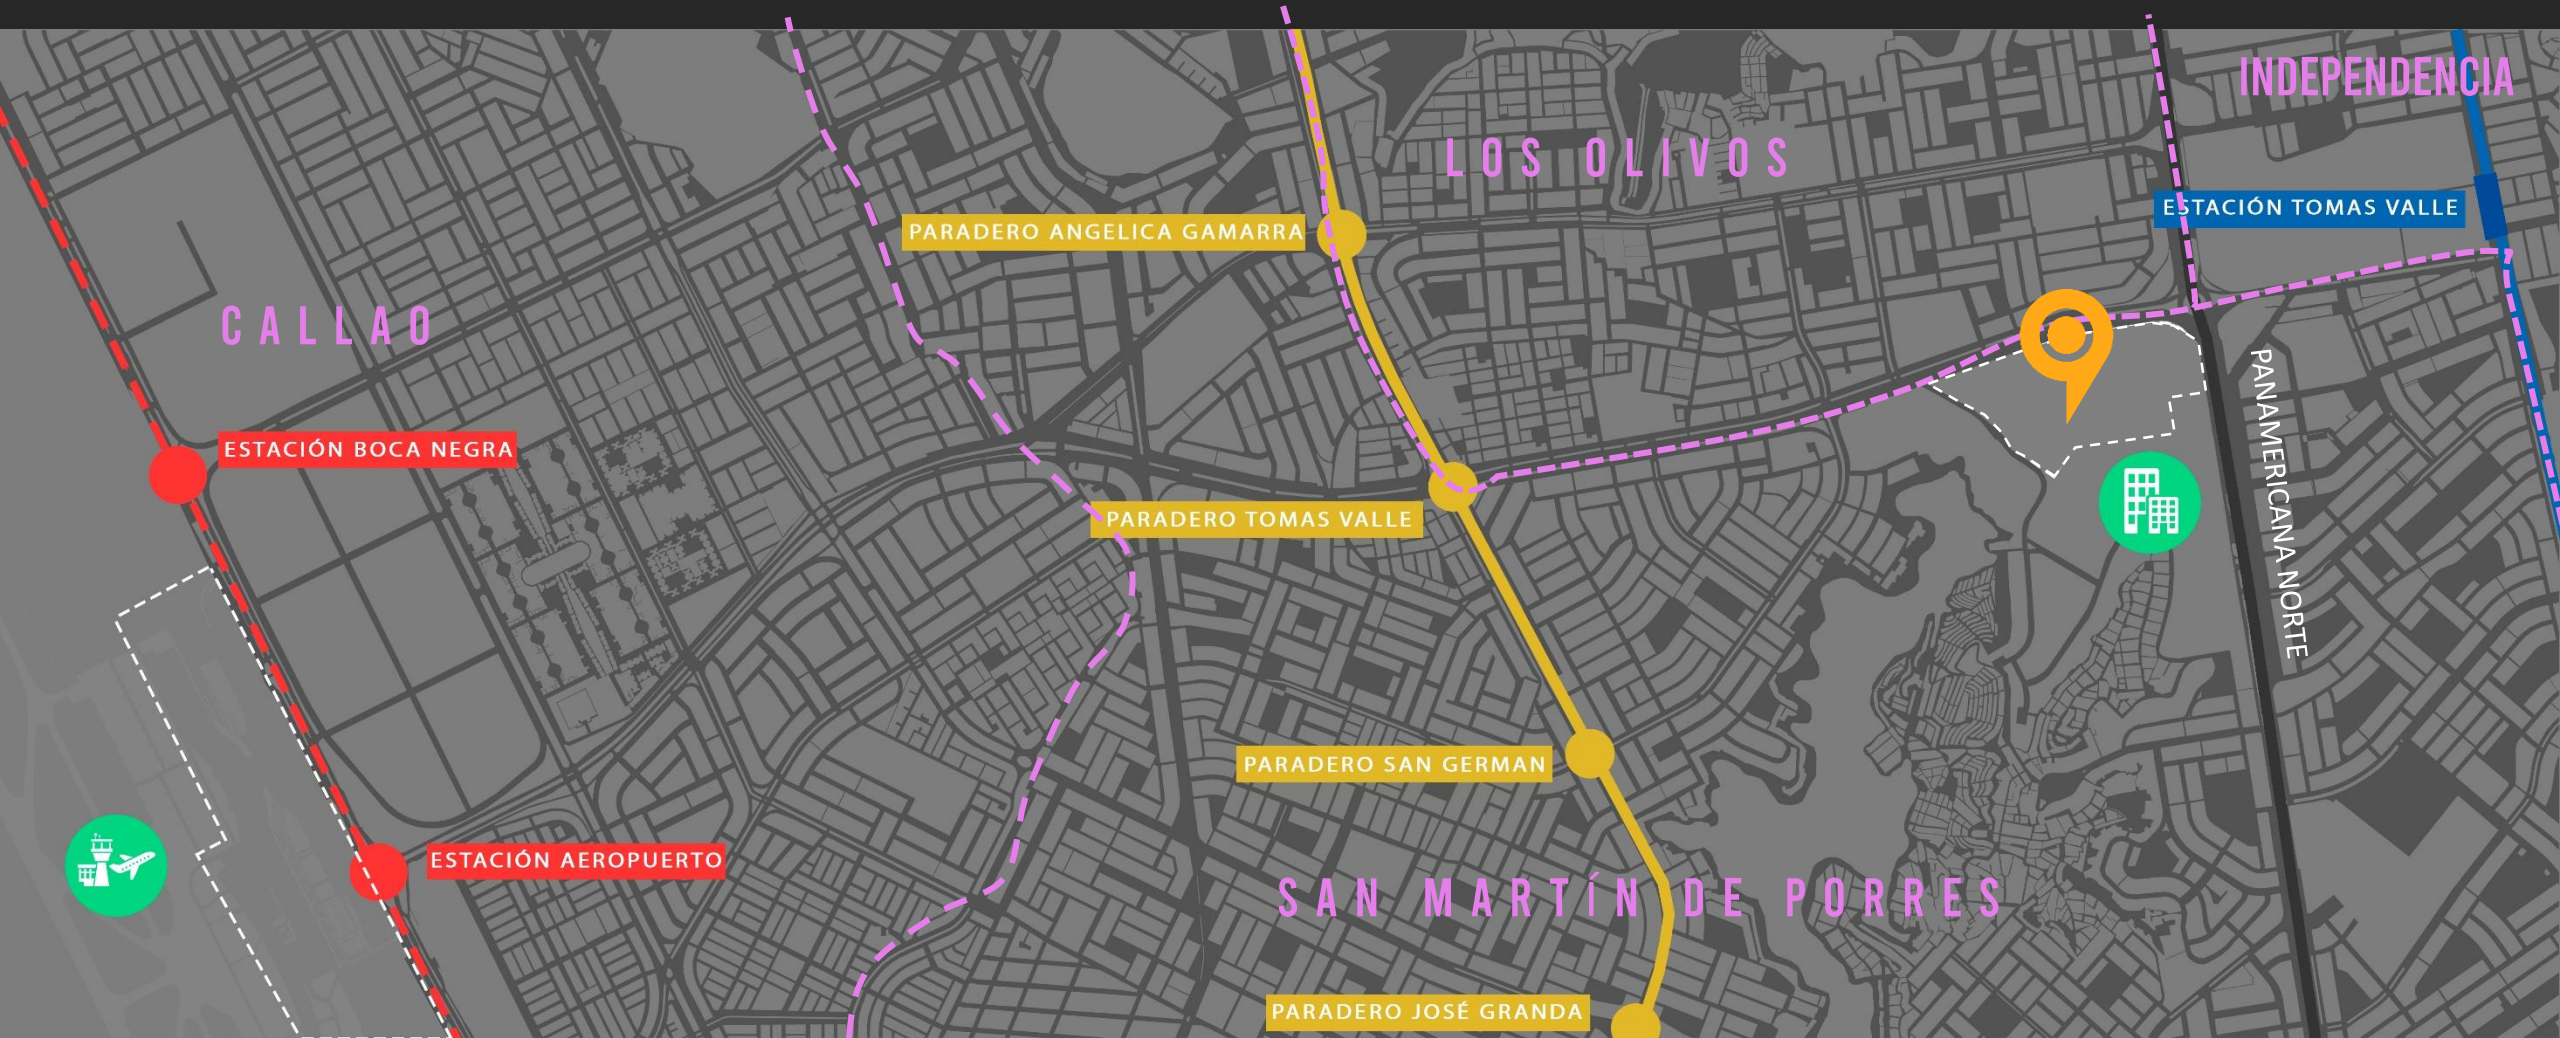 INDEPENDENCIA
LOS OLIVOS
ESTACIÓN TOMAS VALLE
PARADERO ANGELICA GAMARRA
CALLAO
ESTACIÓN BOCA NEGRA
PANAMERICANA NORTE
PARADERO TOMAS VALLE
PARADERO SAN GERMAN
ESTACIÓN AEROPUERTO
SAN MARTÍN DE PORRES
PARADERO JOSÉ GRANDA